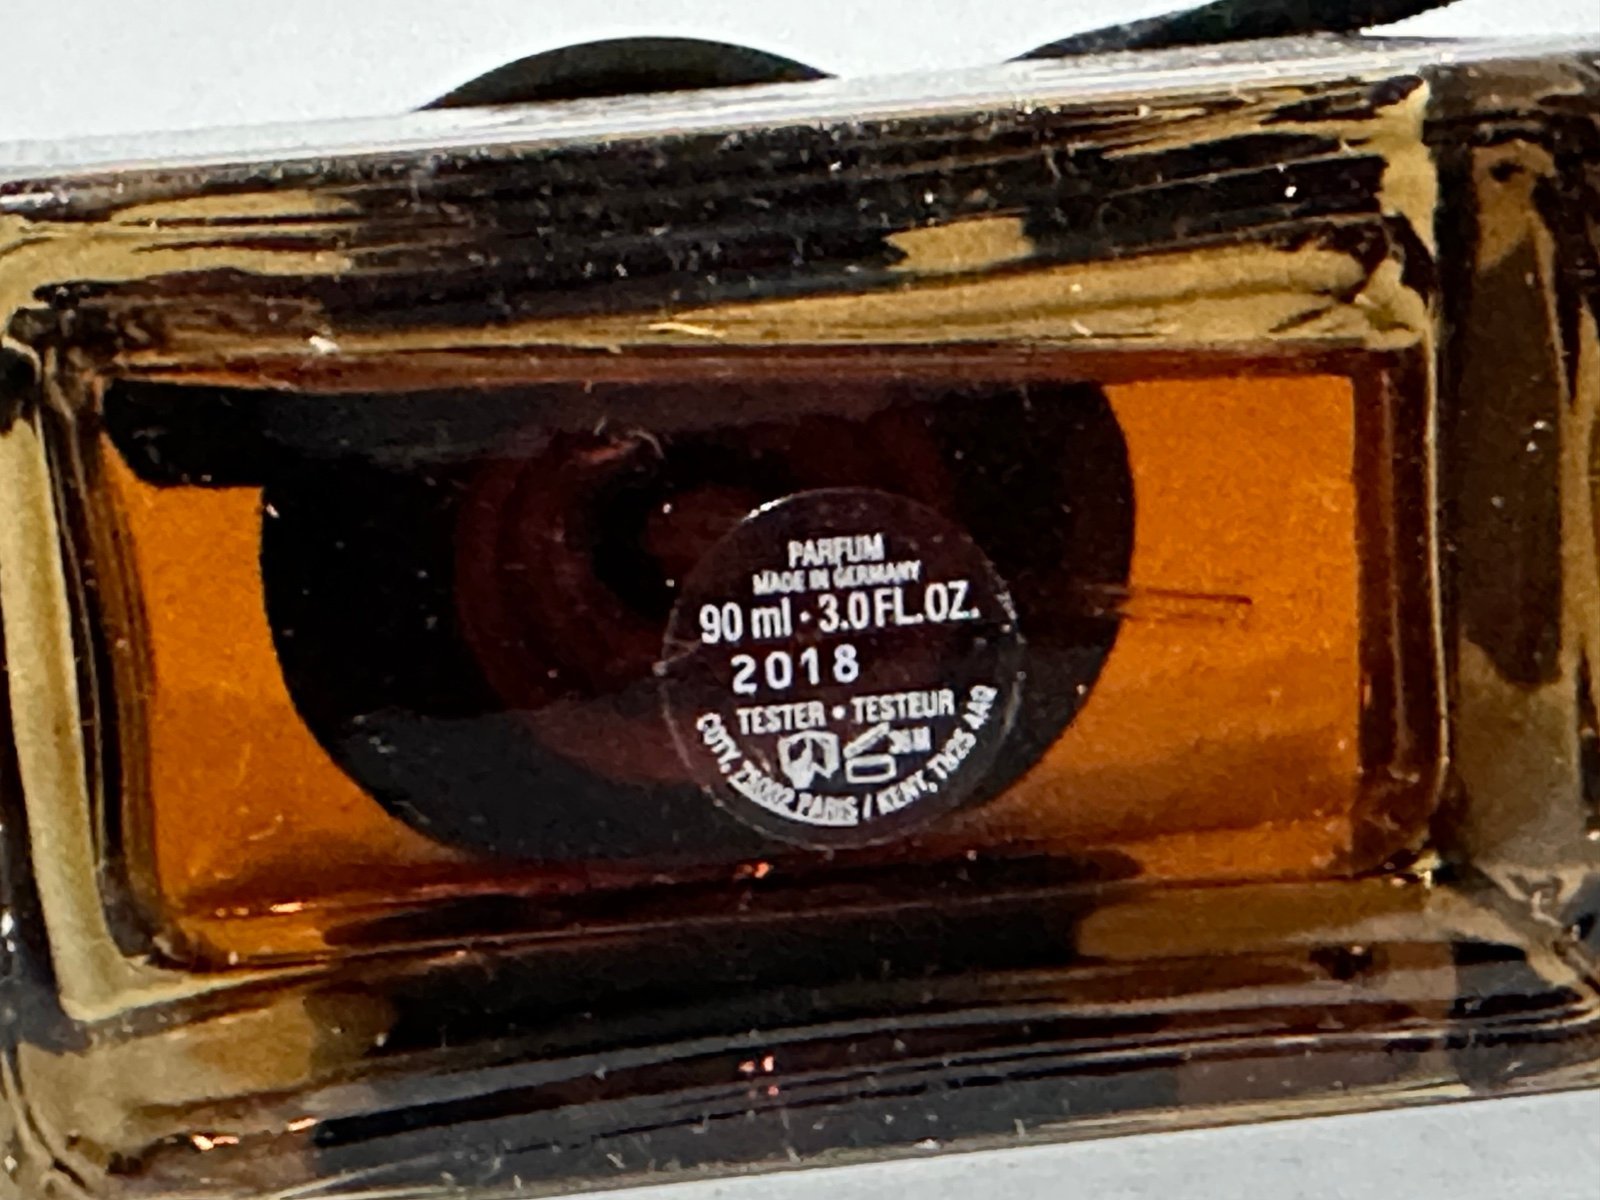 PARFUM
MADE IN GERMANY
90 ml · 3.0 FL.OZ.
2018
TESTER • TESTEUR
36 M
COTY, 75002 PARIS / KENT, TN25 4AQ